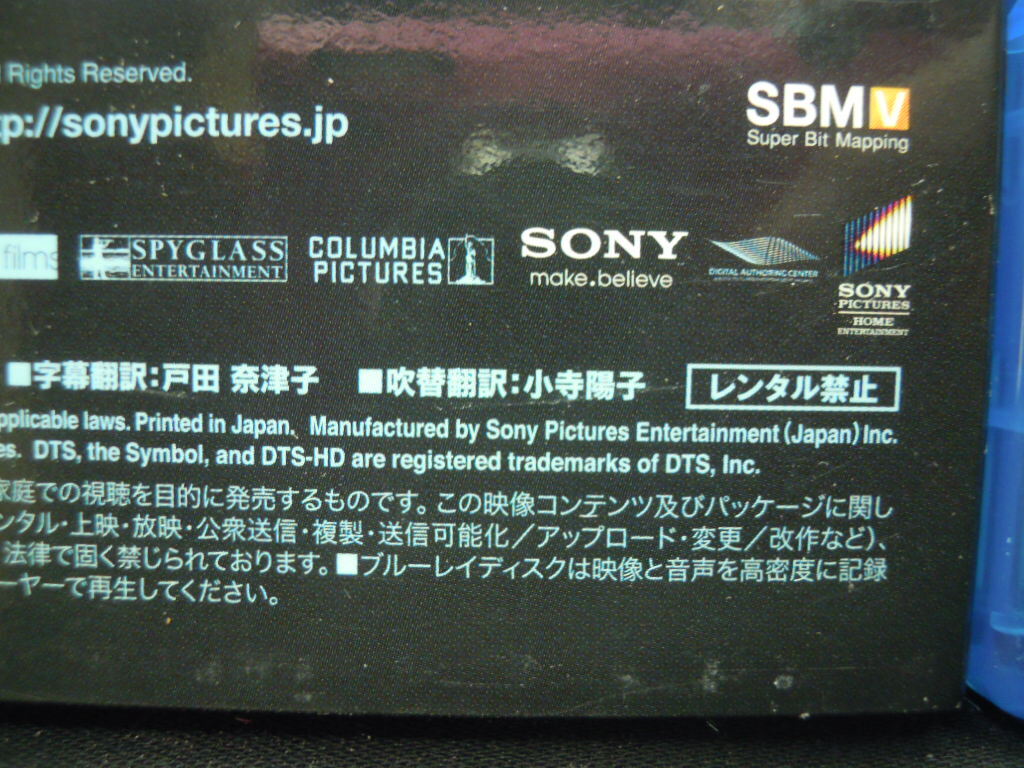 Rights Reserved.
p://sonypictures.jp
SBMV
Super Bit Mapping
films
SPYGLASS
ENTERTAINMENT
COLUMBIA
PICTURES
SONY
make.believe
DIGITAL AUTHORING CENTER
SONY
PICTURES
HOME
ENTERTAINMENT
■字幕翻訳:戸田 奈津子 ■吹替翻訳:小寺陽子 レンタル禁止
pplicable laws. Printed in Japan. Manufactured by Sony Pictures Entertainment (Japan) Inc.
es. DTS, the Symbol, and DTS-HD are registered trademarks of DTS, Inc.
家庭での視聴を目的に発売するものです。この映像コンテンツ及びパッケージに関し
ンタル・上映・放映・公衆送信・複製・送信可能化/アップロード・変更/改作など)、
法律で固く禁じられております。■ブルーレイディスクは映像と音声を高密度に記録
ーヤーで再生してください。